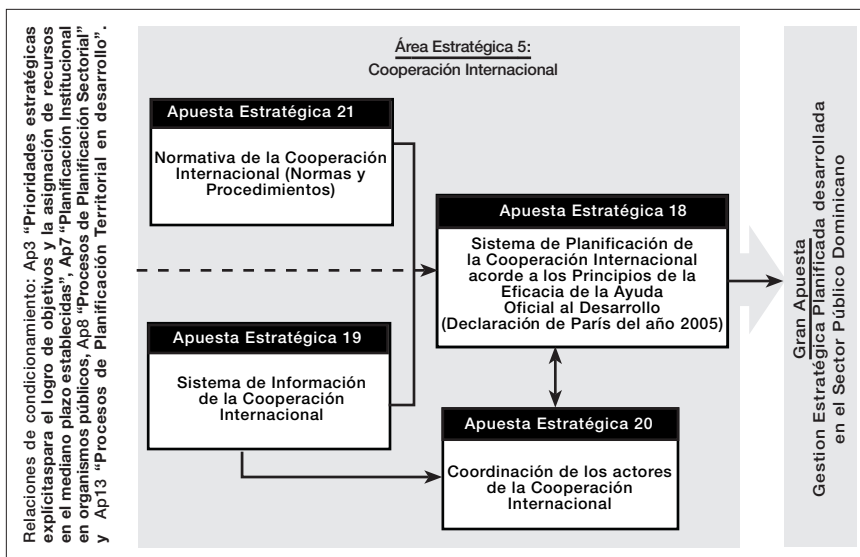 Relaciones de condicionamiento: Ap3 “Prioridades estratégicas
explícitaspara el logro de objetivos y la asignación de recursos
en el mediano plazo establecidas”, Ap7 “Planificación Institucional
en organismos públicos, Ap8 “Procesos de Planificación Sectorial”
y Ap13 “Procesos de Planificación Territorial en desarrollo”.
Área Estratégica 5:
Cooperación Internacional
Apuesta Estratégica 21
Normativa de la Cooperación
Internacional (Normas y
Procedimientos)
Apuesta Estratégica 18
Sistema de Planificación de
la Cooperación Internacional
acorde a los Principios de la
Eficacia de la Ayuda
Oficial al Desarrollo
(Declaración de París del año 2005)
Apuesta Estratégica 19
Sistema de Información
de la Cooperación
Internacional
Apuesta Estratégica 20
Coordinación de los actores
de la Cooperación
Internacional
Gran Apuesta
Gestion Estratégica Planificada desarrollada
en el Sector Público Dominicano